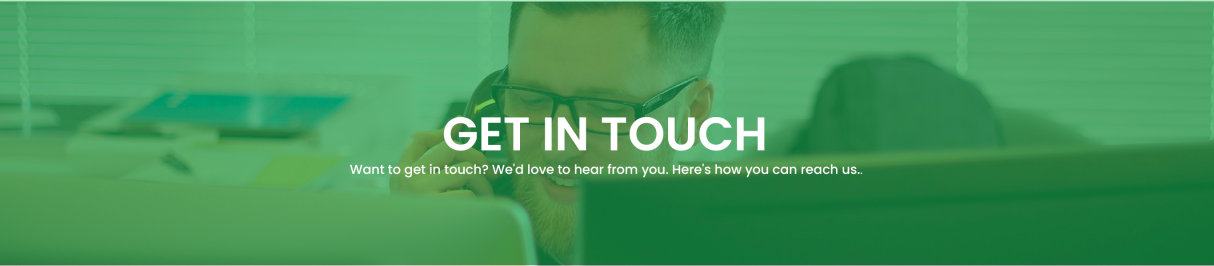 GET IN TOUCH
Want to get in touch? We'd love to hear from you. Here's how you can reach us..